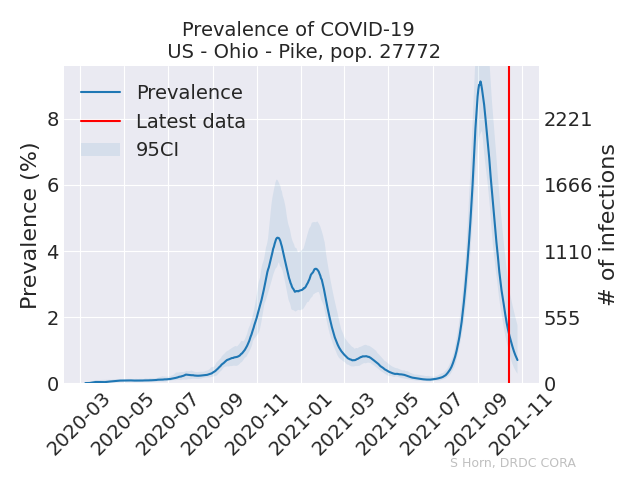 Prevalence of COVID-19
US - Ohio - Pike, pop. 27772
Prevalence
Latest data
95CI
Prevalence (%)
8
6
4
2
0
2221
1666
1110
555
0
# of infections
2020-03
2020-05
2020-07
2020-09
2020-11
2021-01
2021-03
2021-05
2021-07
2021-09
2021-11
S Horn, DRDC CORA